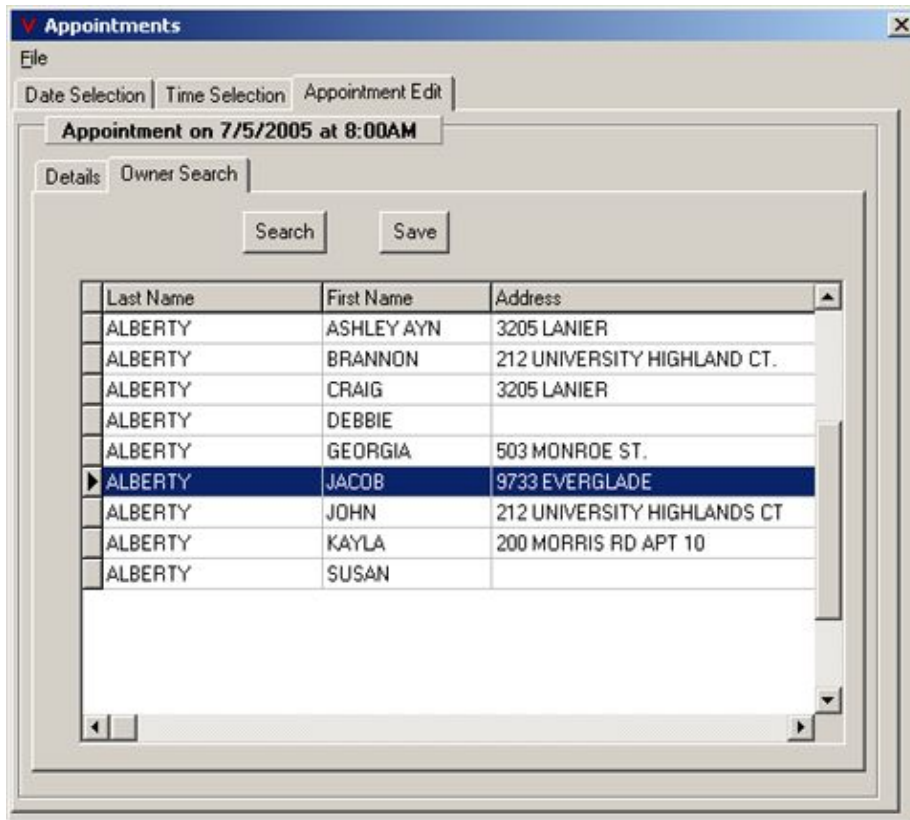 Appointments
File
Date Selection Time Selection Appointment Edit
Appointment on 7/5/2005 at 8:00AM
Details Owner Search
Search Save
Last Name First Name Address
ALBERTY ASHLEY AYN 3205 LANIER
ALBERTY BRANNON 212 UNIVERSITY HIGHLAND CT.
ALBERTY CRAIG 3205 LANIER
ALBERTY DEBBIE
ALBERTY GEORGIA 503 MONROE ST.
ALBERTY JACOB 9733 EVERGLADE
ALBERTY JOHN 212 UNIVERSITY HIGHLANDS CT
ALBERTY KAYLA 200 MORRIS RD APT 10
ALBERTY SUSAN